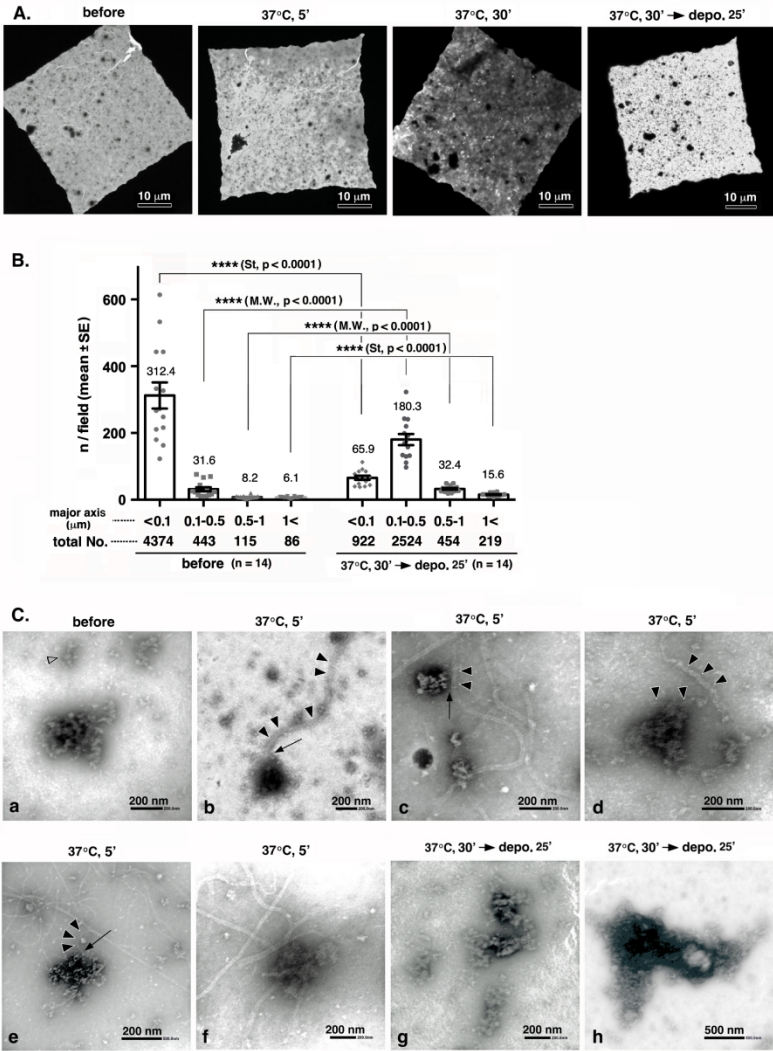 A.
before
37°C, 5'
37°C, 30'
37°C, 30' → depo. 25'
10 μm
10 μm
10 μm
10 μm
B.
n / field (mean ± SE)
600
400
200
0
**** (St, p < 0.0001)
**** (M.W., p < 0.0001)
**** (M.W., p < 0.0001)
**** (St, p < 0.0001)
312.4
31.6
8.2
6.1
65.9
180.3
32.4
15.6
major axis (μm) <0.1 0.1-0.5 0.5-1 1< <0.1 0.1-0.5 0.5-1 1<
total No. 4374 443 115 86 922 2524 454 219
before (n = 14) 37°C, 30' → depo. 25' (n = 14)
C.
before
37°C, 5'
37°C, 5'
37°C, 5'
a
200 nm
b
200 nm
c
200 nm
d
200 nm
37°C, 5'
37°C, 5'
37°C, 30' → depo. 25'
37°C, 30' → depo. 25'
e
200 nm
f
200 nm
g
200 nm
h
500 nm